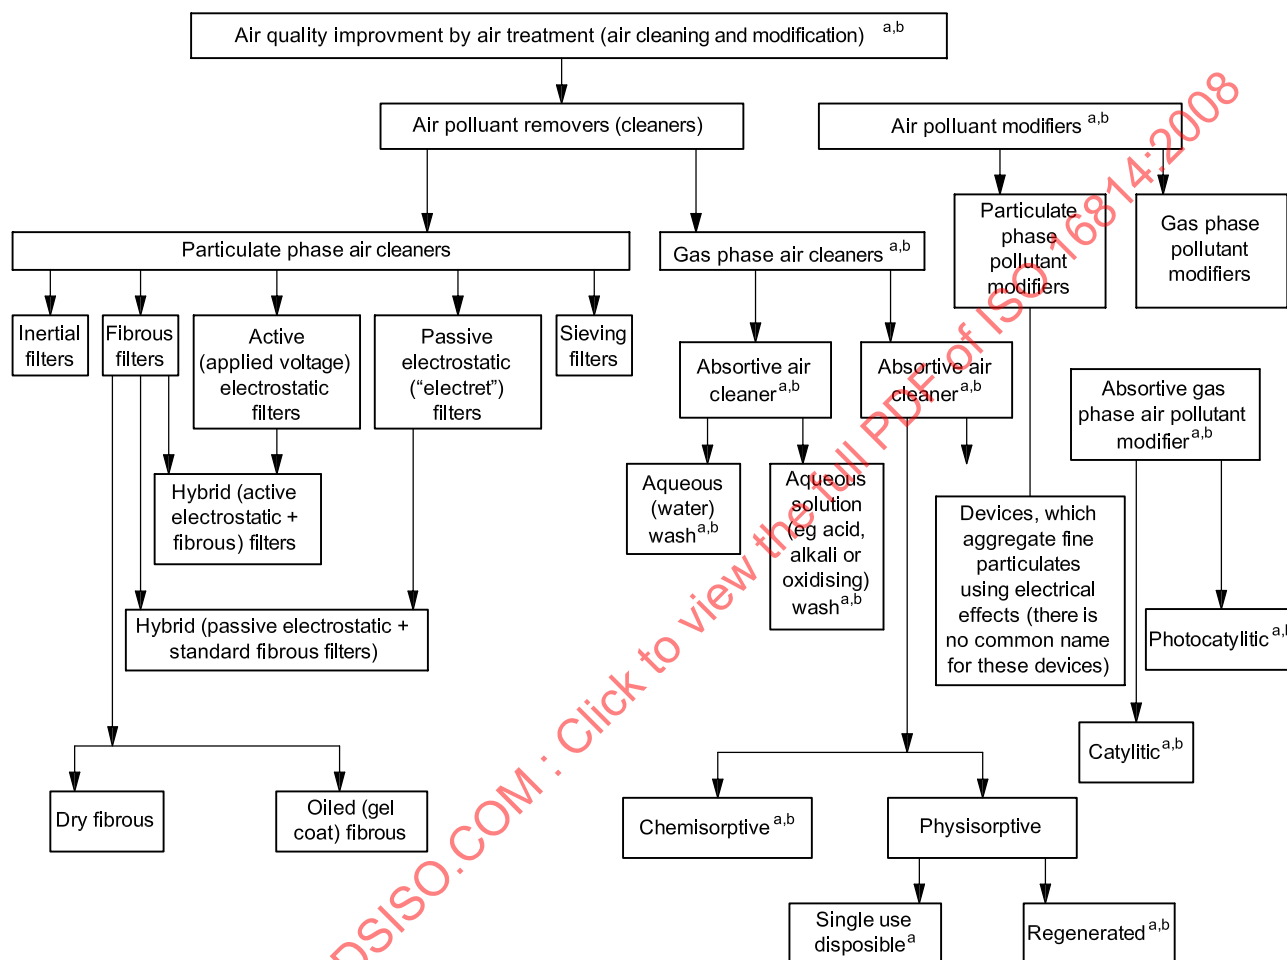 Air quality improvment by air treatment (air cleaning and modification) a,b
Air polluant removers (cleaners)
Air polluant modifiers a,b
Particulate phase air cleaners
Gas phase air cleaners a,b
Particulate
phase
pollutant
modifiers
Gas phase
pollutant
modifiers
Inertial
filters
Fibrous
filters
Active
(applied voltage)
electrostatic
filters
Passive
electrostatic
(“electret”)
filters
Sieving
filters
Absortive air
cleaner a,b
Absortive air
cleaner a,b
Absortive gas
phase air pollutant
modifier a,b
Hybrid (active
electrostatic +
fibrous) filters
Aqueous
(water)
wash a,b
Aqueous
solution
(eg acid,
alkali or
oxidising)
wash a,b
Devices, which
aggregate fine
particulates
using electrical
effects (there is
no common name
for these devices)
Hybrid (passive electrostatic +
standard fibrous filters)
Photocatylitic a,b
Catylitic a,b
Dry fibrous
Oiled (gel
coat) fibrous
Chemisorptive a,b
Physisorptive
Single use
disposible a
Regenerated a,b
DSISO.COM : Click to view the full PDF of ISO 16814:2008